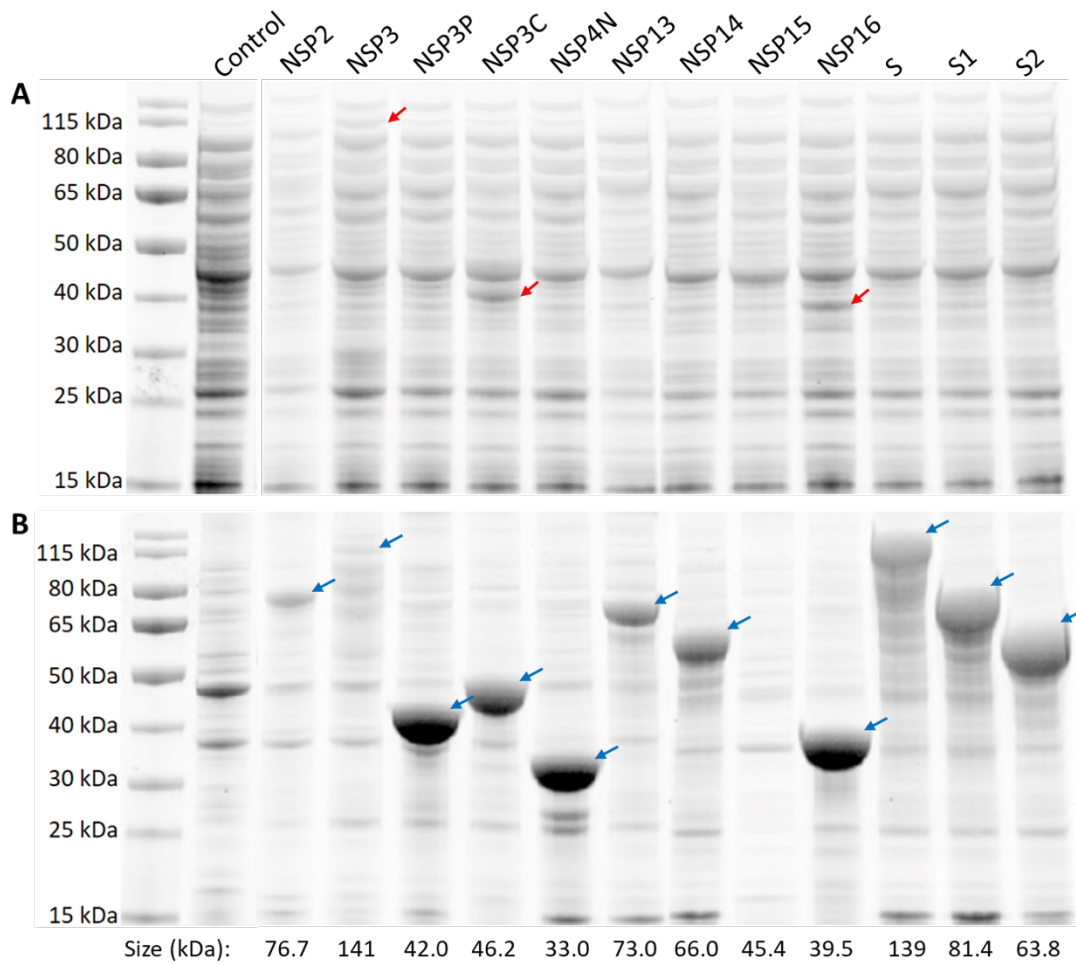 Control NSP2 NSP3 NSP3P NSP3C NSP4N NSP13 NSP14 NSP15 NSP16 S S1 S2
A
115 kDa
80 kDa
65 kDa
50 kDa
40 kDa
30 kDa
25 kDa
15 kDa
B
115 kDa
80 kDa
65 kDa
50 kDa
40 kDa
30 kDa
25 kDa
15 kDa
Size (kDa): 76.7 141 42.0 46.2 33.0 73.0 66.0 45.4 39.5 139 81.4 63.8